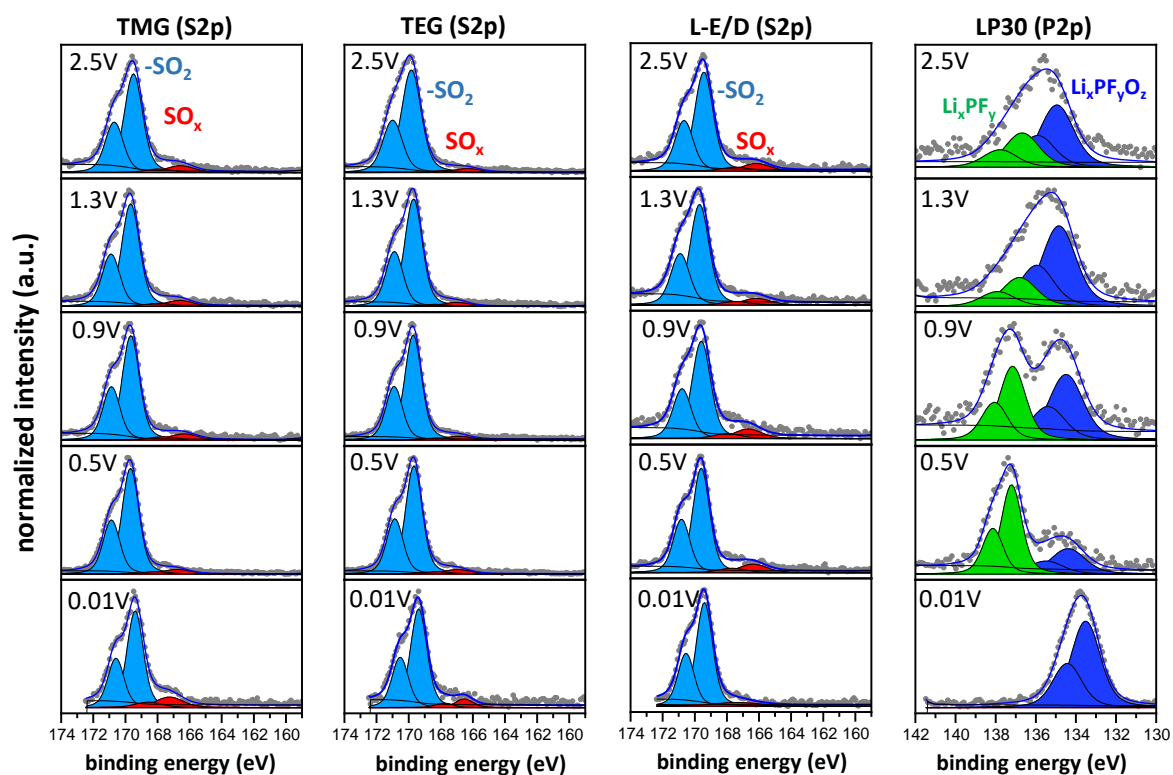 TMG (S2p) TEG (S2p) L-E/D (S2p) LP30 (P2p)
2.5V 2.5V 2.5V 2.5V
-SO2 -SO2 -SO2 LixPFy LixPFyOz
SOx SOx SOx
1.3V 1.3V 1.3V 1.3V
0.9V 0.9V 0.9V 0.9V
0.5V 0.5V 0.5V 0.5V
0.01V 0.01V 0.01V 0.01V
normalized intensity (a.u.)
174 172 170 168 166 164 162 160 174 172 170 168 166 164 162 160 174 172 170 168 166 164 162 160 142 140 138 136 134 132 130
binding energy (eV) binding energy (eV) binding energy (eV) binding energy (eV)